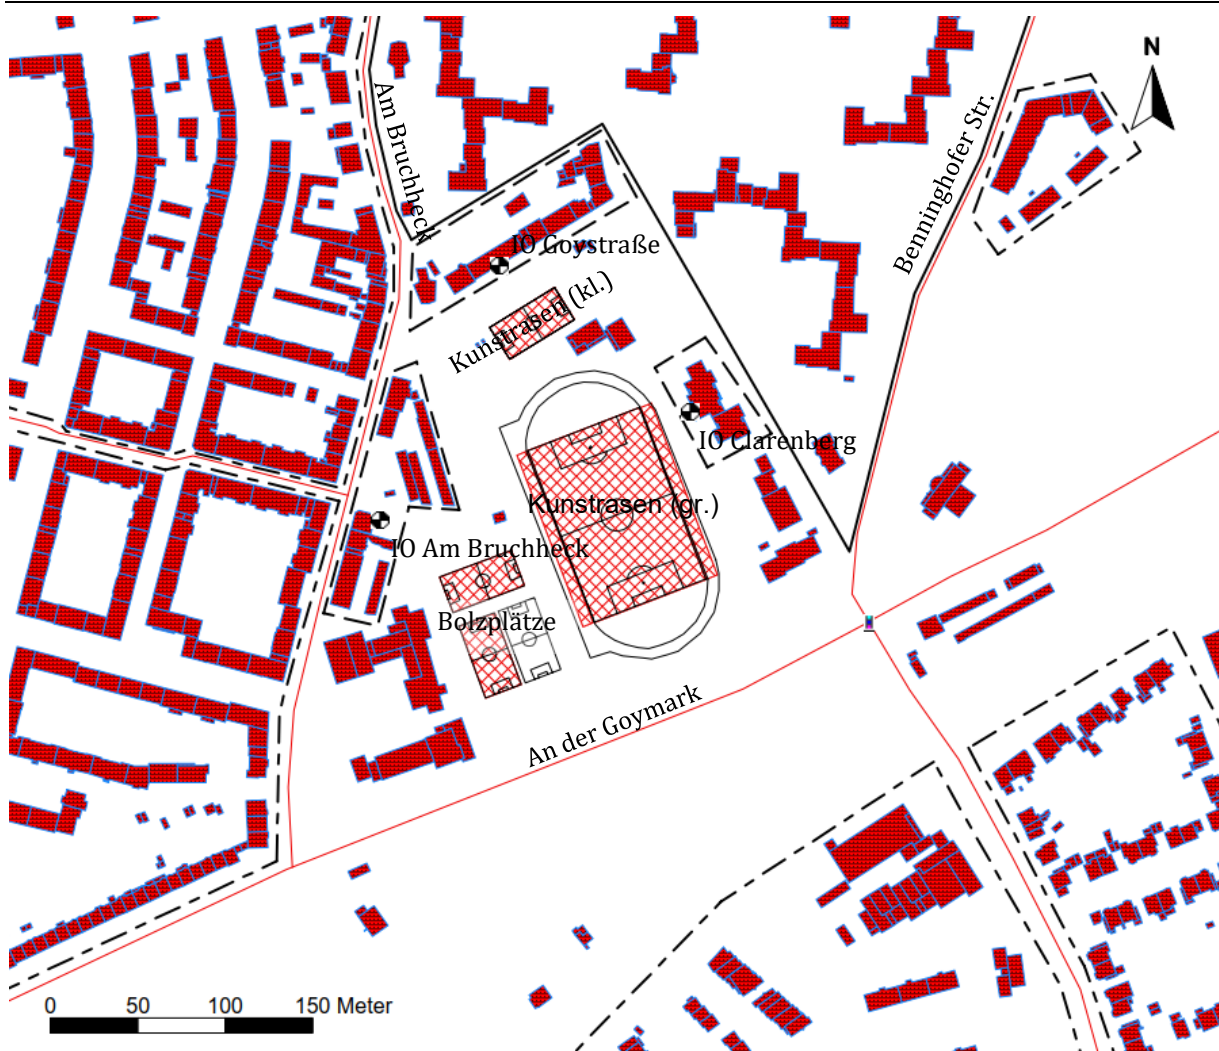 N
Am Bruchheck
Benninghofer Str.
IO Goystraße
Kunstrasen (kl.)
IO Clarenberg
Kunstrasen (gr.)
IO Am Bruchheck
Bolzplätze
An der Goymark
0 50 100 150 Meter